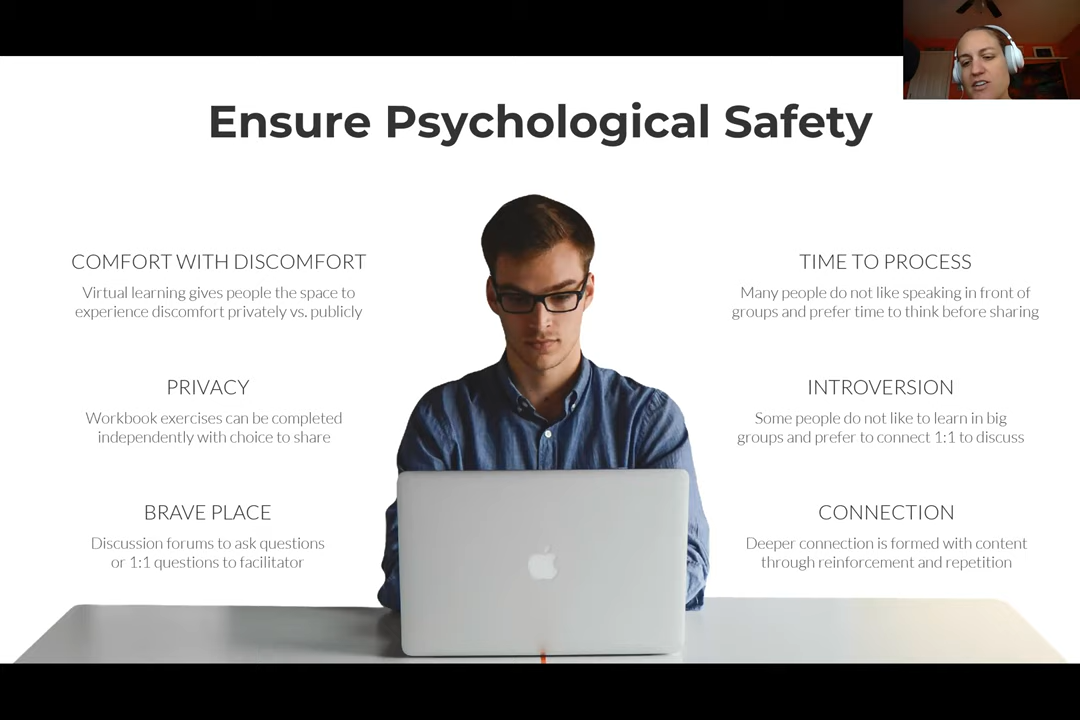 Ensure Psychological Safety
COMFORT WITH DISCOMFORT
Virtual learning gives people the space to
experience discomfort privately vs. publicly
PRIVACY
Workbook exercises can be completed
independently with choice to share
BRAVE PLACE
Discussion forums to ask questions
or 1:1 questions to facilitator
TIME TO PROCESS
Many people do not like speaking in front of
groups and prefer time to think before sharing
INTROVERSION
Some people do not like to learn in big
groups and prefer to connect 1:1 to discuss
CONNECTION
Deeper connection is formed with content
through reinforcement and repetition